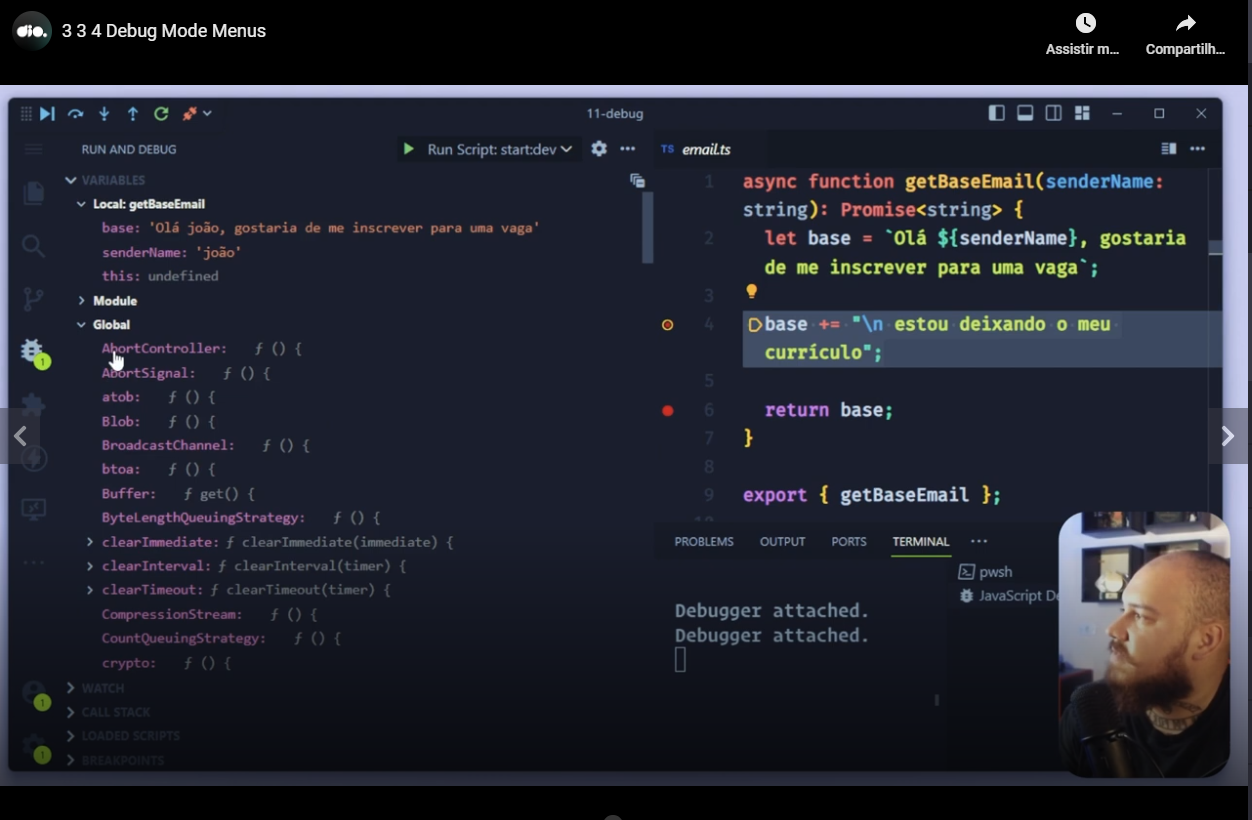 dio.
3 3 4 Debug Mode Menus
Assistir m...
Compartilh...
11-debug
RUN AND DEBUG
Run Script: start:dev
VARIABLES
Local: getBaseEmail
base: 'Olá joão, gostaria de me inscrever para uma vaga'
senderName: 'joão'
this: undefined
Module
Global
AbortController: ƒ () {
AbortSignal: ƒ () {
atob: ƒ () {
Blob: ƒ () {
BroadcastChannel: ƒ () {
btoa: ƒ () {
Buffer: ƒ get() {
ByteLengthQueuingStrategy: ƒ () {
clearImmediate: ƒ clearImmediate(immediate) {
clearInterval: ƒ clearInterval(timer) {
clearTimeout: ƒ clearTimeout(timer) {
CompressionStream: ƒ () {
CountQueuingStrategy: ƒ () {
crypto: ƒ () {
WATCH
CALL STACK
LOADED SCRIPTS
BREAKPOINTS
1
1
1
TS email.ts
1 async function getBaseEmail(senderName:
string): Promise<string> {
2 let base = `Olá ${senderName}, gostaria
de me inscrever para uma vaga`;
3
4 base += "\n estou deixando o meu
currículo";
5
6 return base;
7 }
8
9 export { getBaseEmail };
10
PROBLEMS OUTPUT PORTS TERMINAL
pwsh
JavaScript De
Debugger attached.
Debugger attached.